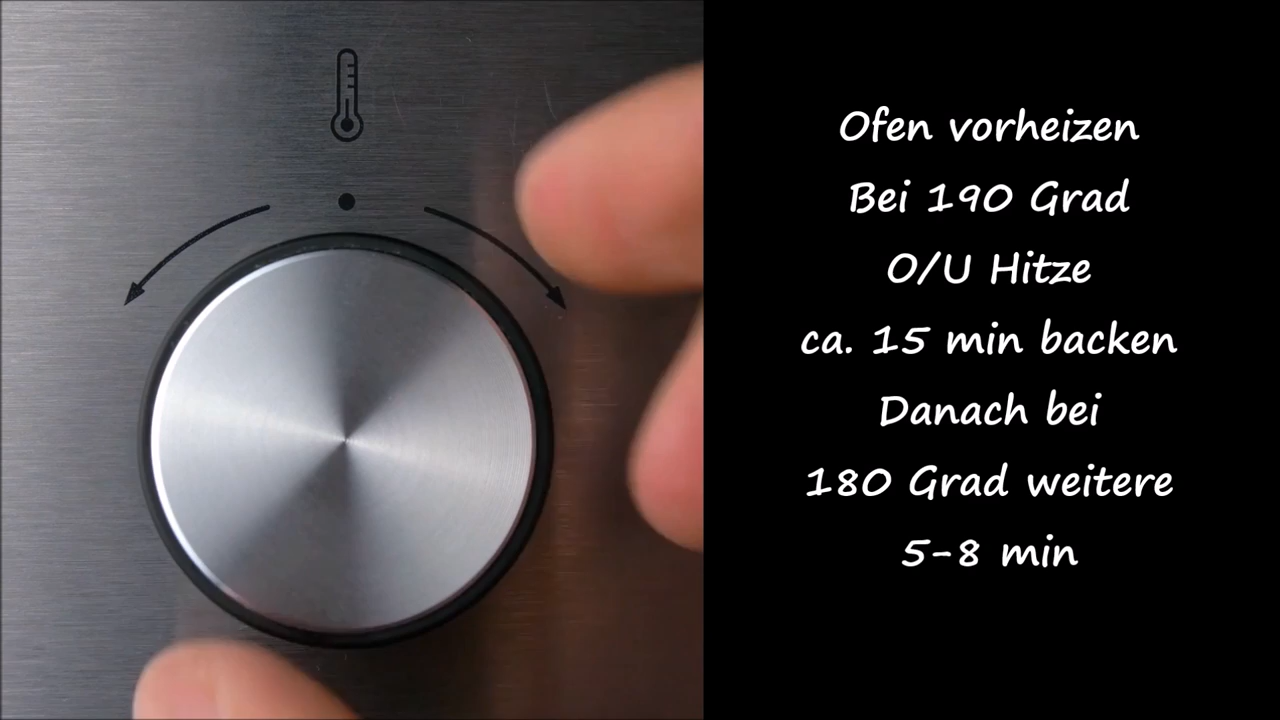 Ofen vorheizen
Bei 190 Grad
O/U Hitze
ca. 15 min backen
Danach bei
180 Grad weitere
5-8 min